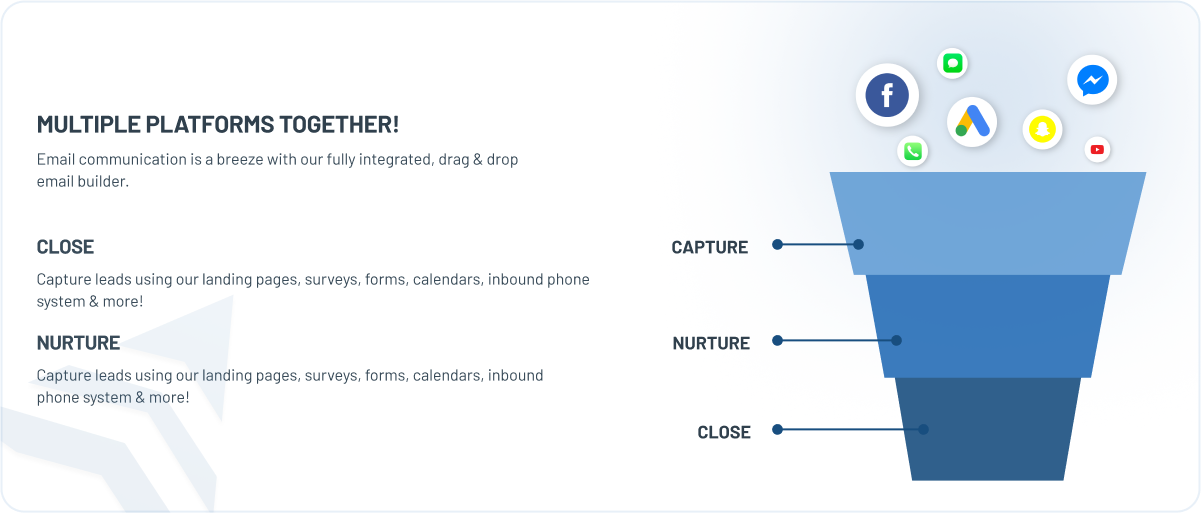 MULTIPLE PLATFORMS TOGETHER!
Email communication is a breeze with our fully integrated, drag & drop
email builder.
CLOSE
Capture leads using our landing pages, surveys, forms, calendars, inbound phone
system & more!
NURTURE
Capture leads using our landing pages, surveys, forms, calendars, inbound
phone system & more!
CAPTURE
NURTURE
CLOSE